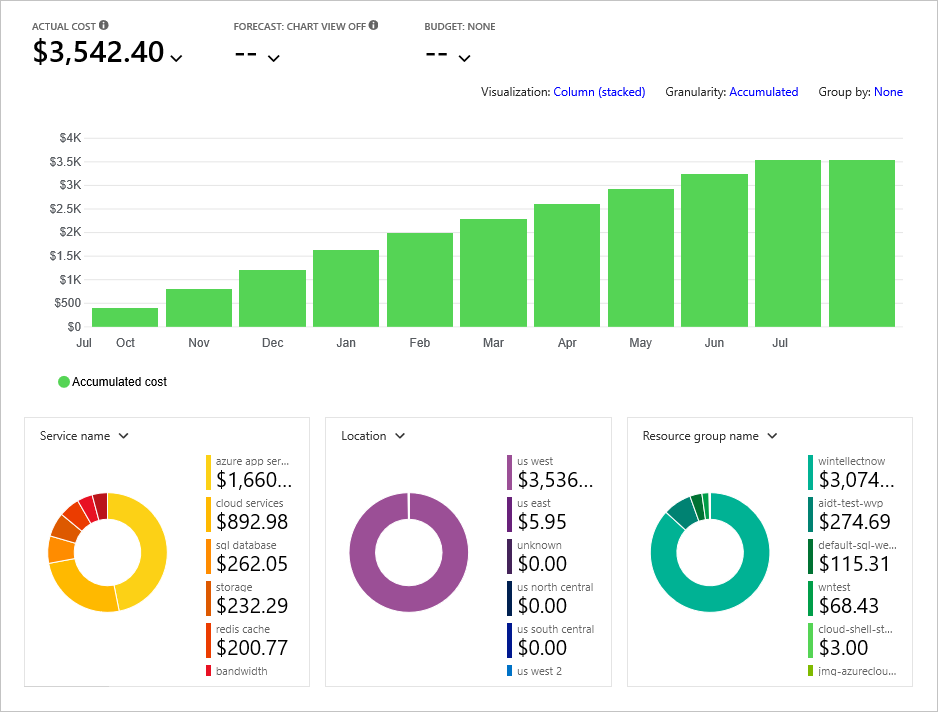 ACTUAL COST
$3,542.40
FORECAST: CHART VIEW OFF
--
BUDGET: NONE
--
Visualization: Column (stacked) Granularity: Accumulated Group by: None
$4K
$3.5K
$3K
$2.5K
$2K
$1.5K
$1K
$500
$0
Jul Oct Nov Dec Jan Feb Mar Apr May Jun Jul
Accumulated cost
Service name
azure app ser...
$1,660...
cloud services
$892.98
sql database
$262.05
storage
$232.29
redis cache
$200.77
bandwidth
Location
us west
$3,536...
us east
$5.95
unknown
$0.00
us north central
$0.00
us south central
$0.00
us west 2
Resource group name
wintellectnow
$3,074...
aidt-test-wvp
$274.69
default-sql-we...
$115.31
wntest
$68.43
cloud-shell-st...
$3.00
jmq-azureclou...